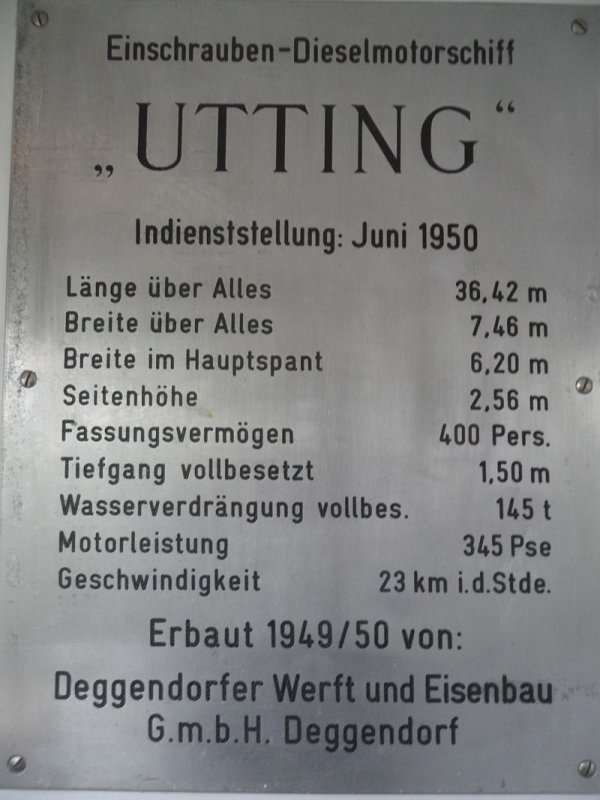 Einschrauben-Dieselmotorschiff
„UTTING“
Indienststellung: Juni 1950
Länge über Alles 36,42 m
Breite über Alles 7,46 m
Breite im Hauptspant 6,20 m
Seitenhöhe 2,56 m
Fassungsvermögen 400 Pers.
Tiefgang vollbesetzt 1,50 m
Wasserverdrängung vollbes. 145 t
Motorleistung 345 Pse
Geschwindigkeit 23 km i.d.Stde.
Erbaut 1949/50 von:
Deggendorfer Werft und Eisenbau
G.m.b.H. Deggendorf